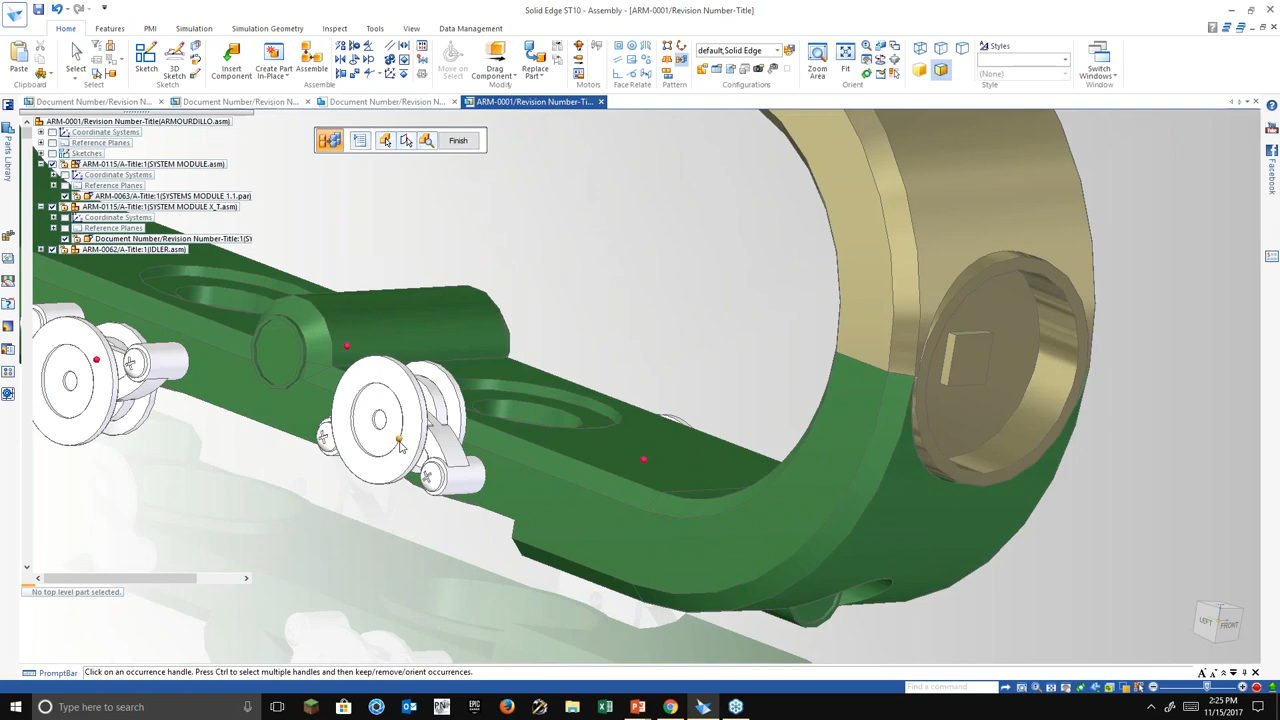 Solid Edge ST10 - Assembly - [ARM-0001/Revision Number-Title]
Home Features PMI Simulation Simulation Geometry Inspect Tools View Data Management
Paste
Clipboard
Select
Select
Sketch
3D Sketch
Sketch
Insert Component
Create Part In-Place
Assemble
Assemble
Move on Select
Drag Component
Replace Part
Modify
Motors
Face Relate
Pattern
default,Solid Edge
Configurations
Zoom Area
Fit
Orient
Styles
(None)
Style
Switch Windows
Window
Document Number/Revision N...
Document Number/Revision N...
Document Number/Revision N...
ARM-0001/Revision Number-Ti...
Parts Library
YouTube
Facebook
ARM-0001/Revision Number-Title(ARMOURDILLO.asm)
Coordinate Systems
Reference Planes
Sketches
ARM-0115/A-Title:1(SYSTEM MODULE.asm)
Coordinate Systems
Reference Planes
ARM-0063/A-Title:1(SYSTEMS MODULE 1.1.par)
ARM-0115/A-Title:1(SYSTEM MODULE X_T.asm)
Coordinate Systems
Reference Planes
Document Number/Revision Number-Title:1(S
ARM-0062/A-Title:1(IDLER.asm)
Finish
No top level part selected.
LEFT
FRONT
PromptBar
Click on an occurrence handle. Press Ctrl to select multiple handles and then keep/remove/orient occurrences.
Find a command
Type here to search
2:25 PM
11/15/2017